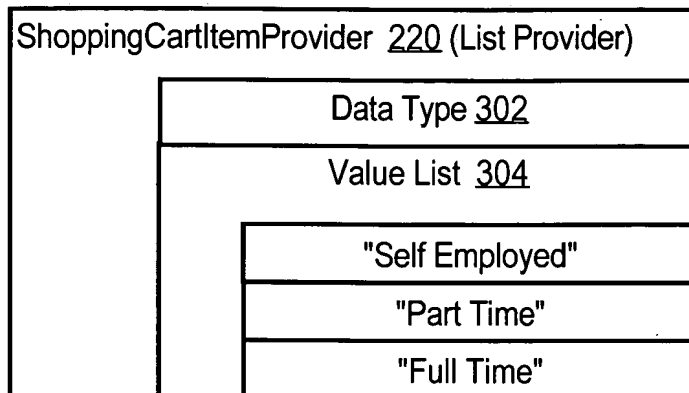 ShoppingCartItemProvider 220 (List Provider)
Data Type 302
Value List 304
"Self Employed"
"Part Time"
"Full Time"